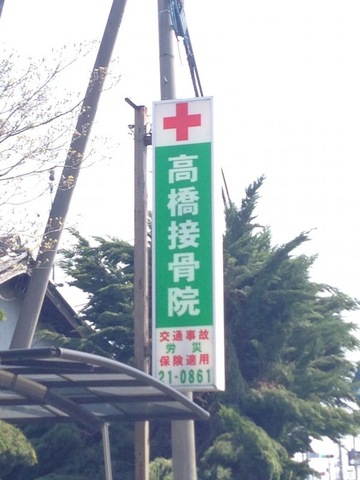 高橋接骨院
交通事故
労災
保険適用
21-0861